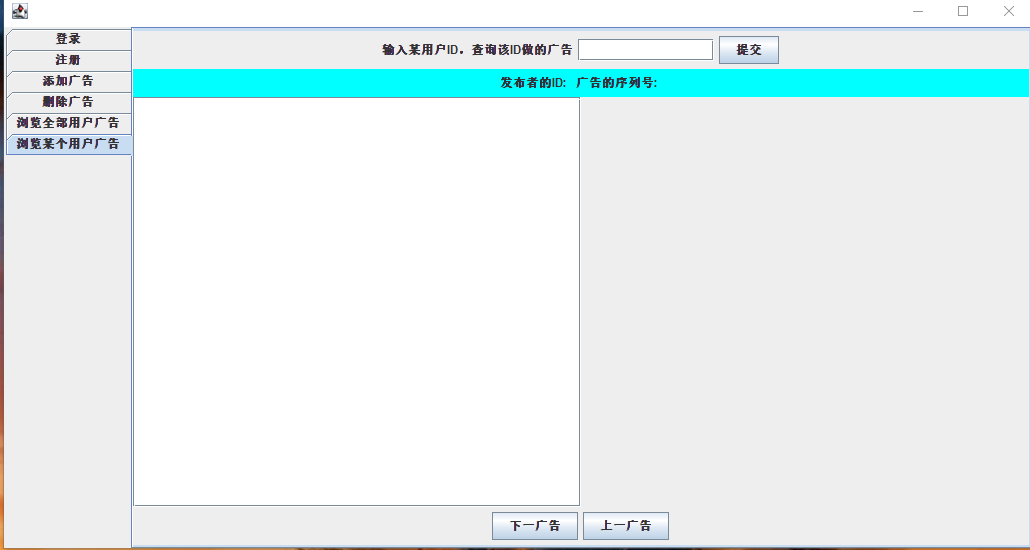 登录
注册
添加广告
删除广告
浏览全部用户广告
浏览某个用户广告
输入某用户ID，查询该ID做的广告
提交
发布者的ID: 广告的序列号:
下一广告
上一广告